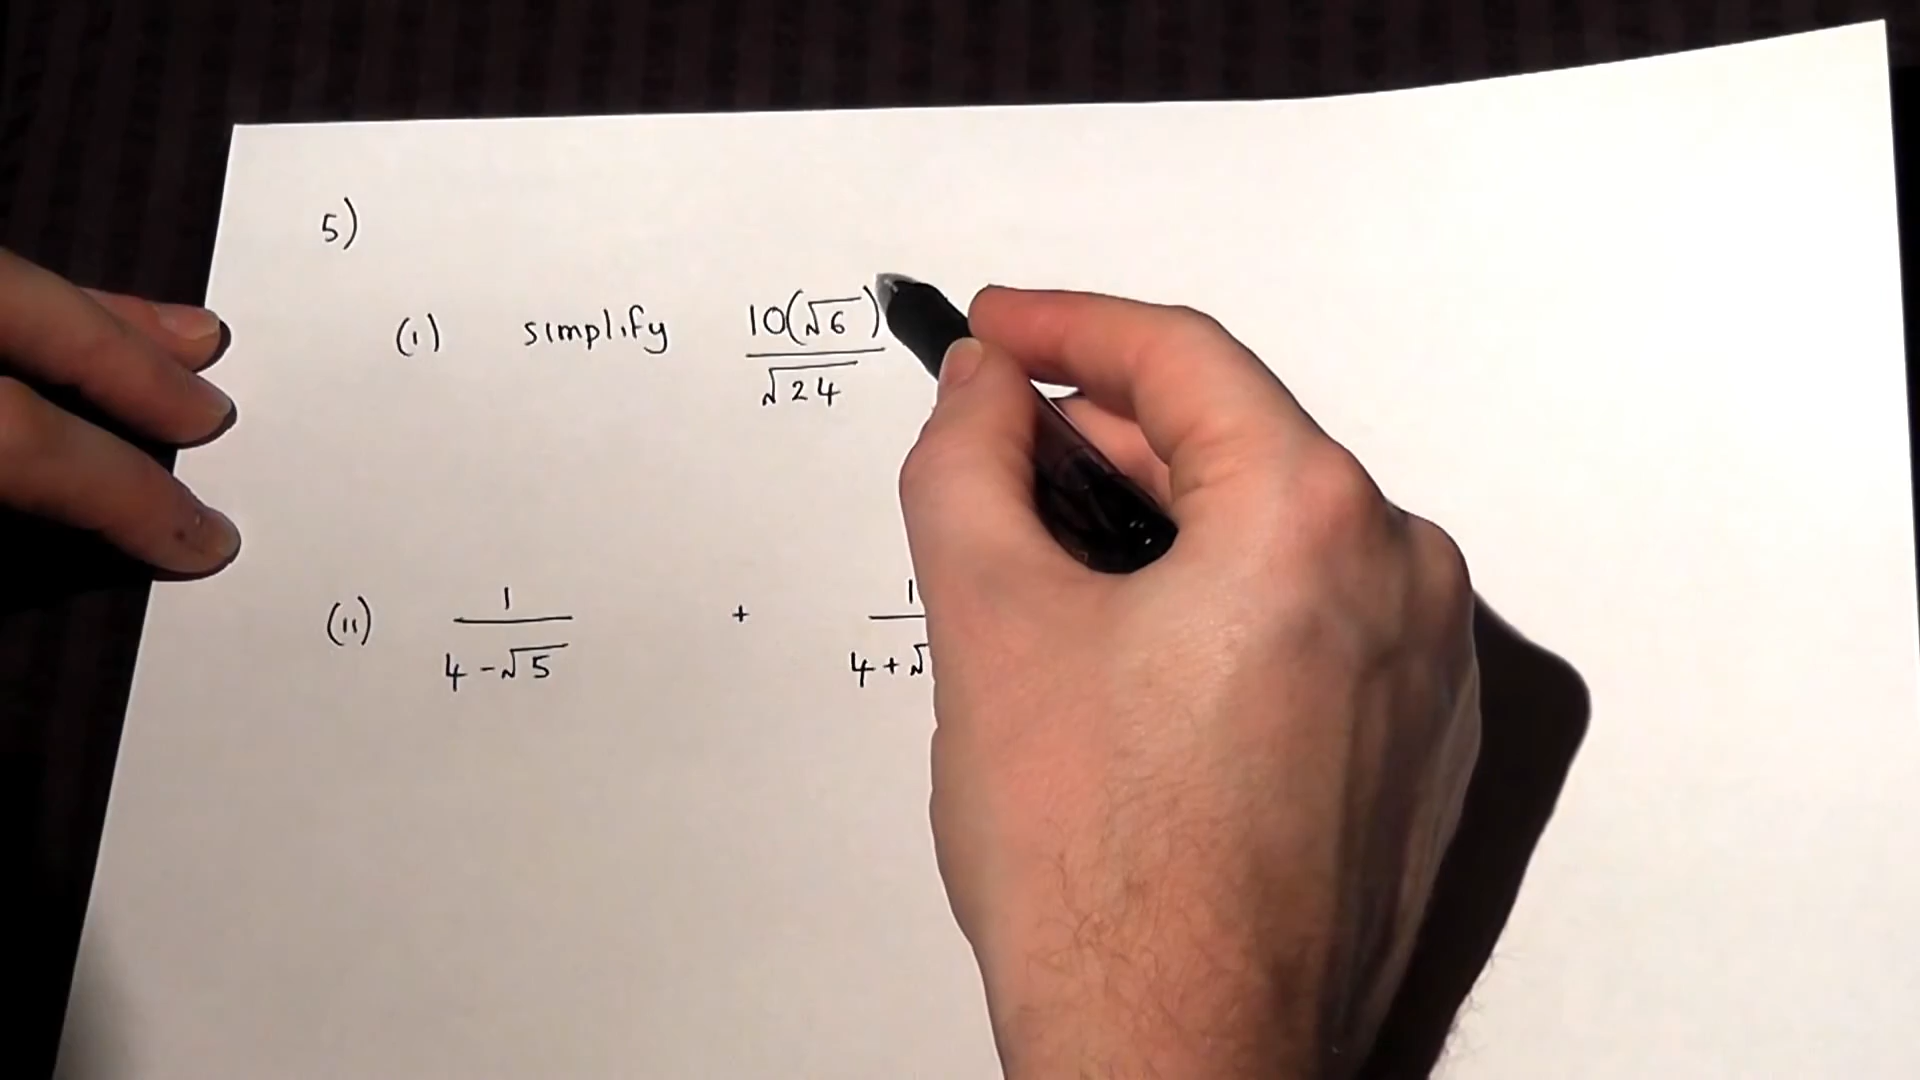 5)
(i) simplify 10(√6) / √24
(ii) 1 / 4 - √5 + 1 / 4 + √